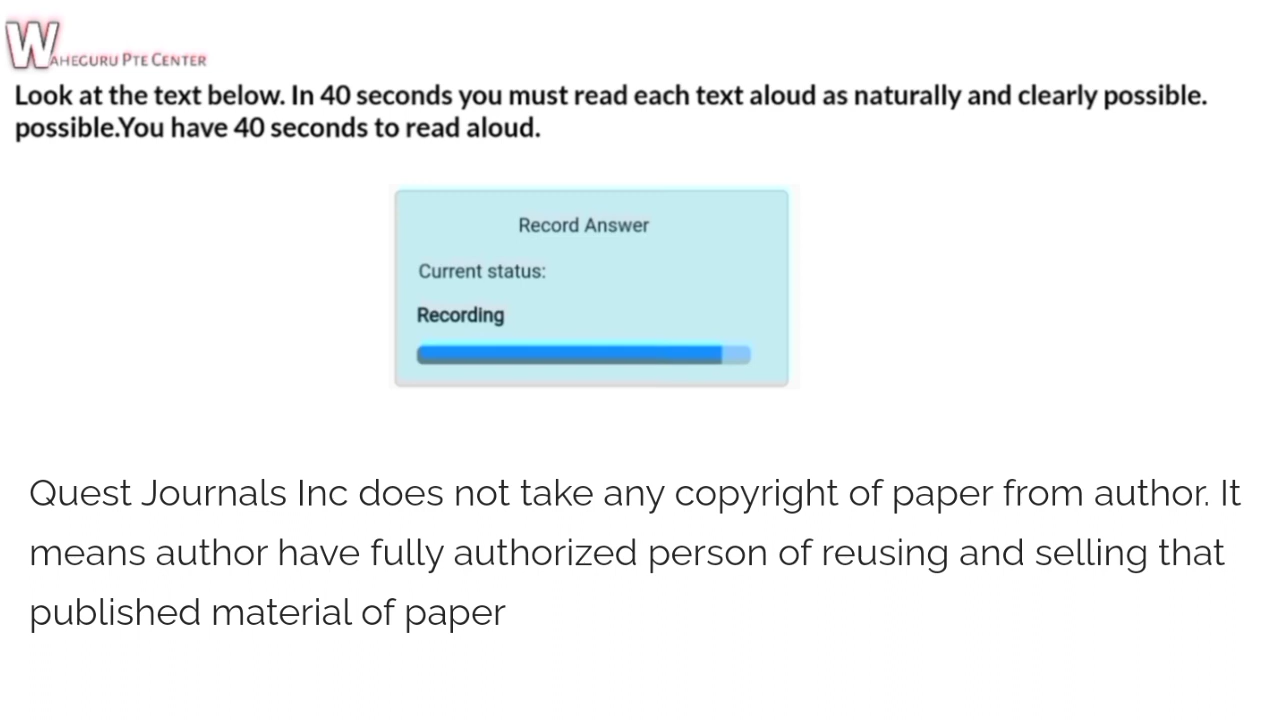 WAHEGURU PTE CENTER
Look at the text below. In 40 seconds you must read each text aloud as naturally and clearly possible.
possible.You have 40 seconds to read aloud.
Record Answer
Current status:
Recording
Quest Journals Inc does not take any copyright of paper from author. It
means author have fully authorized person of reusing and selling that
published material of paper